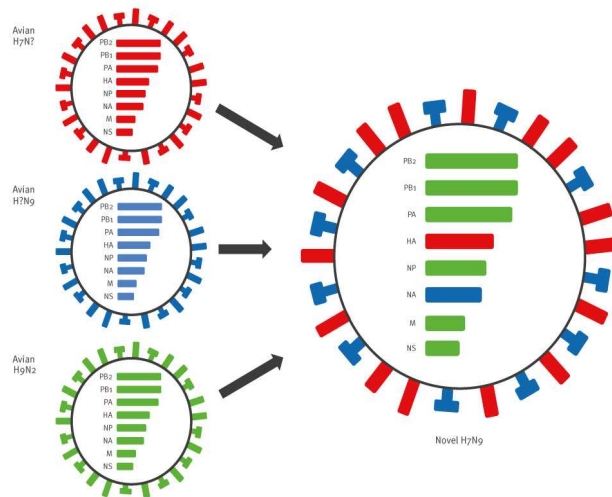 Avian
H7N?
PB2
PB1
PA
HA
NP
NA
M
NS
Avian
H?N9
PB2
PB1
PA
HA
NP
NA
M
NS
Avian
H9N2
PB2
PB1
PA
HA
NP
NA
M
NS
PB2
PB1
PA
HA
NP
NA
M
NS
Novel H7N9